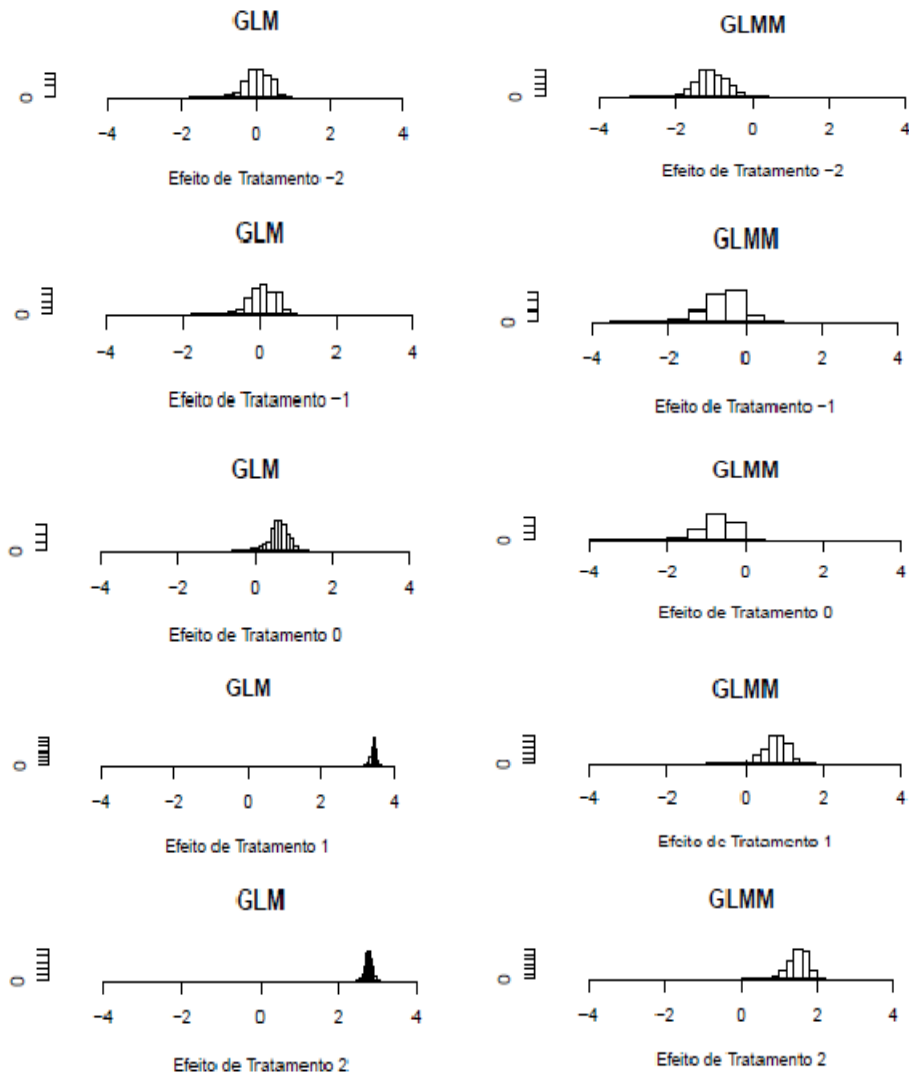 GLM
GLMM
0
-4 -2 0 2 4
0
-4 -2 0 2 4
Efeito de Tratamento -2
Efeito de Tratamento -2
GLM
GLMM
0
-4 -2 0 2 4
0
-4 -2 0 2 4
Efeito de Tratamento -1
Efeito de Tratamento -1
GLM
GLMM
0
-4 -2 0 2 4
0
-4 -2 0 2 4
Efeito de Tratamento 0
Efeito de Tratamento 0
GLM
GLMM
0
-4 -2 0 2 4
0
-4 -2 0 2 4
Efeito de Tratamento 1
Efeito de Tratamento 1
GLM
GLMM
0
-4 -2 0 2 4
0
-4 -2 0 2 4
Efeito de Tratamento 2
Efeito de Tratamento 2